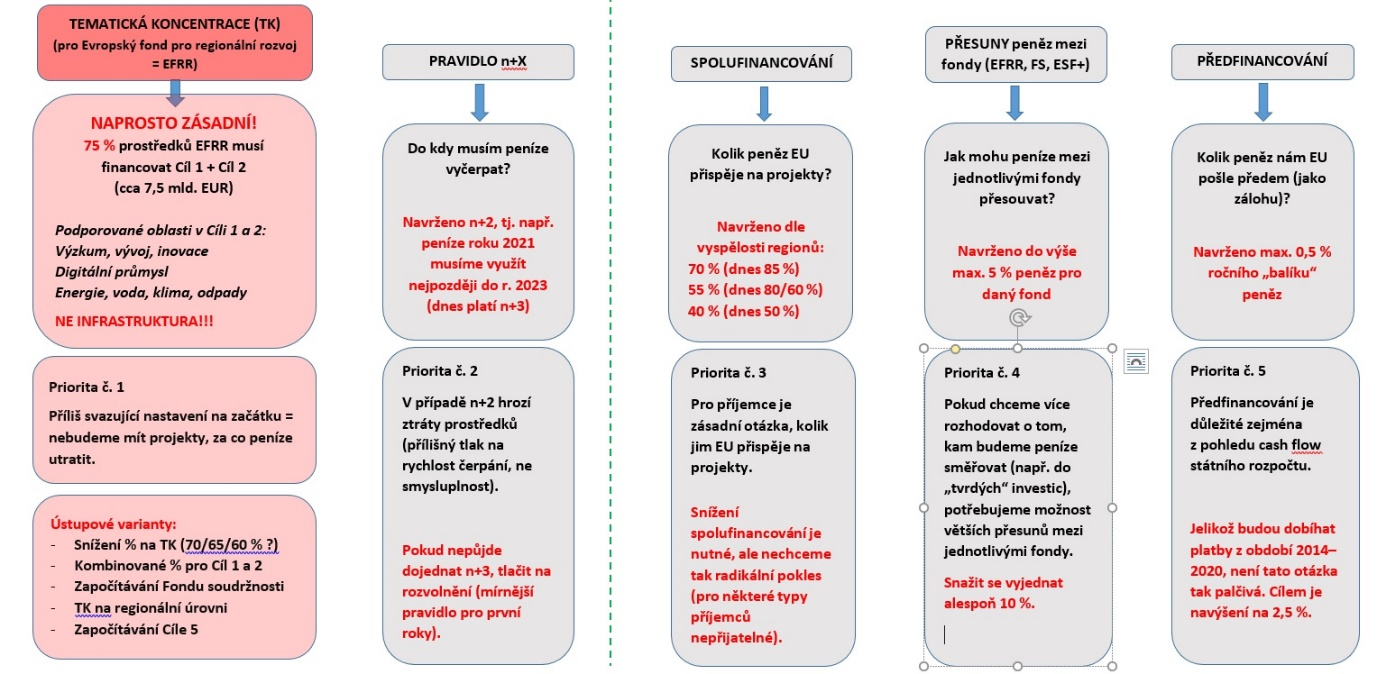 TEMATICKÁ KONCENTRACE (TK)
(pro Evropský fond pro regionální rozvoj
= EFRR)
NAPROSTO ZÁSADNÍ!
75 % prostředků EFRR musí
financovat Cíl 1 + Cíl 2
(cca 7,5 mld. EUR)
Podporované oblasti v Cíli 1 a 2:
Výzkum, vývoj, inovace
Digitální průmysl
Energie, voda, klima, odpady
NE INFRASTRUKTURA!!!
Priorita č. 1
Příliš svazující nastavení na začátku =
nebudeme mít projekty, za co peníze
utratit.
Ústupové varianty:
- Snížení % na TK (70/65/60 % ?)
- Kombinované % pro Cíl 1 a 2
- Započítávání Fondu soudržnosti
- TK na regionální úrovni
- Započítávání Cíle 5
PRAVIDLO n+X
Do kdy musím peníze
vyčerpat?
Navrženo n+2, tj. např.
peníze roku 2021
musíme využít
nejpozději do r. 2023
(dnes platí n+3)
Priorita č. 2
V případě n+2 hrozí
ztráty prostředků
(přílišný tlak na
rychlost čerpání, ne
smysluplnost).
Pokud nepůjde
dojednat n+3, tlačit na
rozvolnění (mírnější
pravidlo pro první
roky).
SPOLUFINANCOVÁNÍ
Kolik peněz EU
přispěje na projekty?
Navrženo dle
vyspělosti regionů:
70 % (dnes 85 %)
55 % (dnes 80/60 %)
40 % (dnes 50 %)
Priorita č. 3
Pro příjemce je
zásadní otázka, kolik
jim EU přispěje na
projekty.
Snížení
spolufinancování je
nutné, ale nechceme
tak radikální pokles
(pro některé typy
příjemců
nepřijatelné).
PŘESUNY peněz mezi
fondy (EFRR, FS, ESF+)
Jak mohu peníze mezi
jednotlivými fondy
přesouvat?
Navrženo do výše
max. 5 % peněz pro
daný fond
Priorita č. 4
Pokud chceme více
rozhodovat o tom,
kam budeme peníze
směřovat (např. do
„tvrdých“ investic),
potřebujeme možnost
větších přesunů mezi
jednotlivými fondy.
Snažit se vyjednat
alespoň 10 %.
PŘEDFINANCOVÁNÍ
Kolik peněz nám EU
pošle předem (jako
zálohu)?
Navrženo max. 0,5 %
ročního „balíku“
peněz
Priorita č. 5
Předfinancování je
důležité zejména
z pohledu cash flow
státního rozpočtu.
Jelikož budou dobíhat
platby z období 2014–
2020, není tato otázka
tak palčivá. Cílem je
navýšení na 2,5 %.